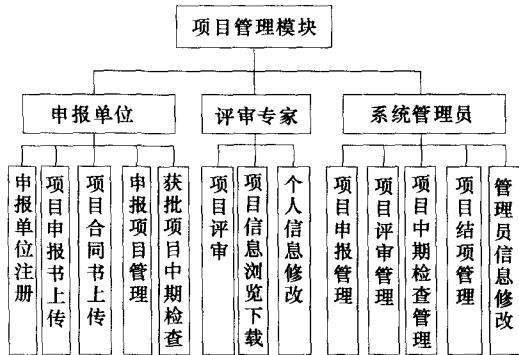 项目管理模块
申报单位
评审专家
系统管理员
申报单位注册
项目申报书上传
项目合同书上传
申报项目管理
获批项目中期检查
项目评审
项目信息浏览下载
个人信息修改
项目申报管理
项目评审管理
项目中期检查管理
项目结项管理
管理员信息修改